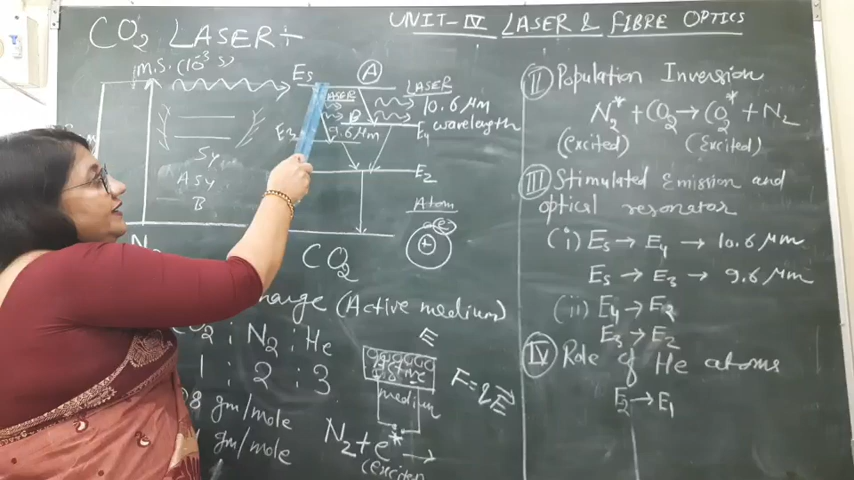 UNIT-IV LASER & FIBRE OPTICS
CO2 LASER
m.s. (10³ s)
E5
A
LASER
LASER
10.6 µm
wavelength
E3
9.6 µm
E4
E2
Sy
Asy
B
Atom
e
+
N2
CO2
(Active medium)
CO2 : N2 : He
1 : 2 : 3
gm/mole
gm/mole
E
medium
F=qE
N2+e*→
II Population Inversion
N2*+CO2→CO2*+N2
(excited) (Excited)
III Stimulated Emission and
optical resonator
(i) E5→E4→10.6 µm
E5→E3→9.6 µm
(ii) E4→E2
E3→E2
IV Role of He atoms
E2→E1